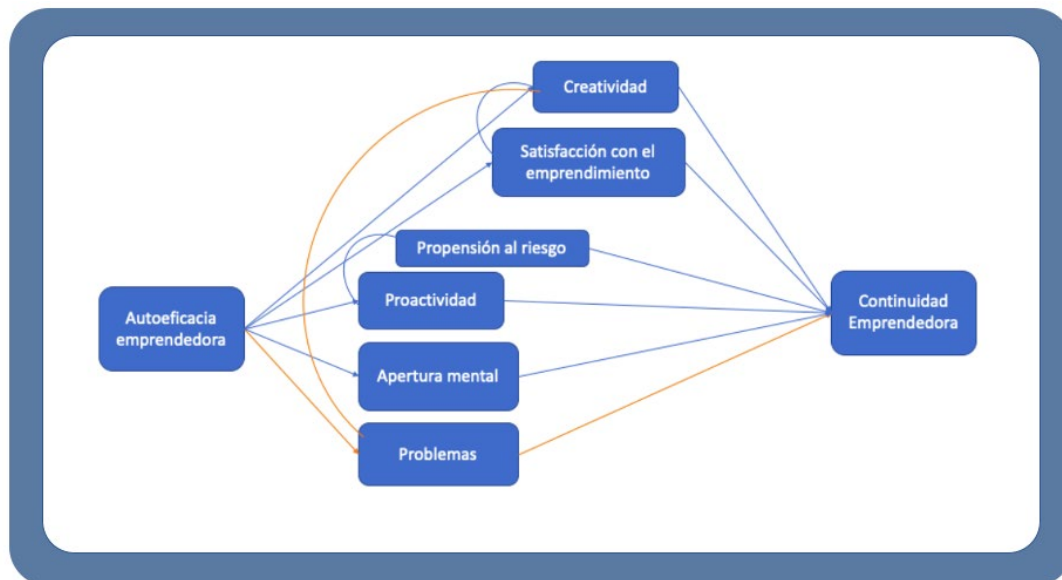 Creatividad
Satisfacción con el
emprendimiento
Propensión al riesgo
Proactividad
Autoeficacia
emprendedora
Continuidad
Emprendedora
Apertura mental
Problemas